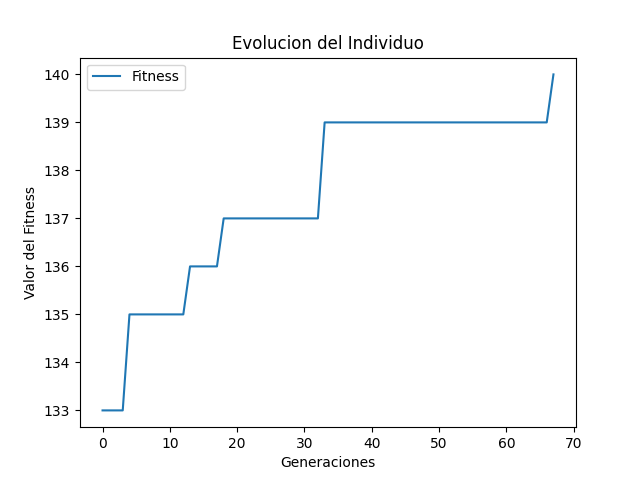 Evolucion del Individuo
Fitness
Valor del Fitness
140
139
138
137
136
135
134
133
0 10 20 30 40 50 60 70
Generaciones